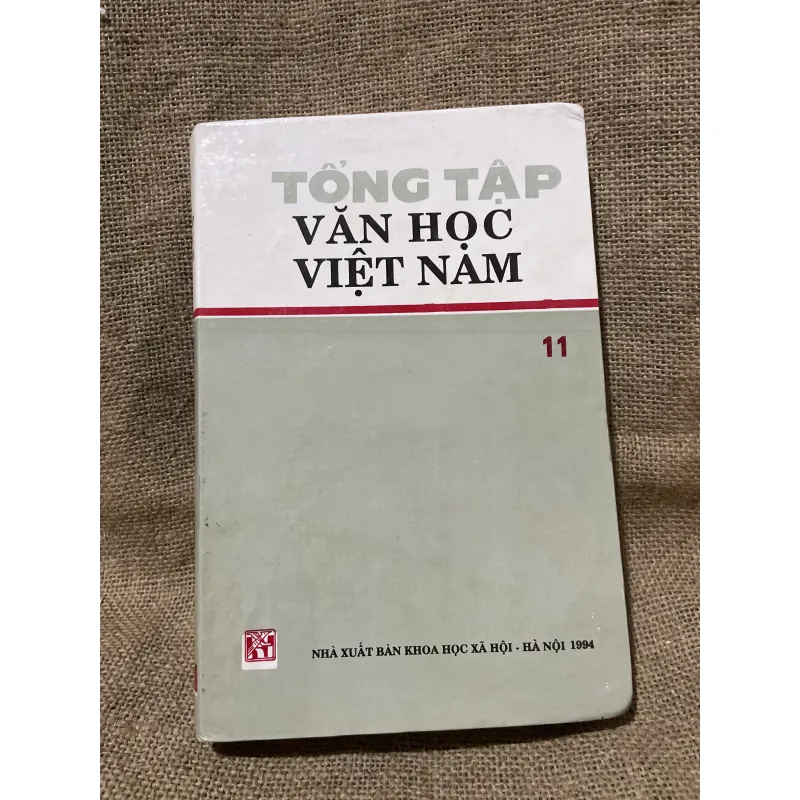 TỔNG TẬP
VĂN HỌC
VIỆT NAM
11
NHÀ XUẤT BẢN KHOA HỌC XÃ HỘI - HÀ NỘI 1994